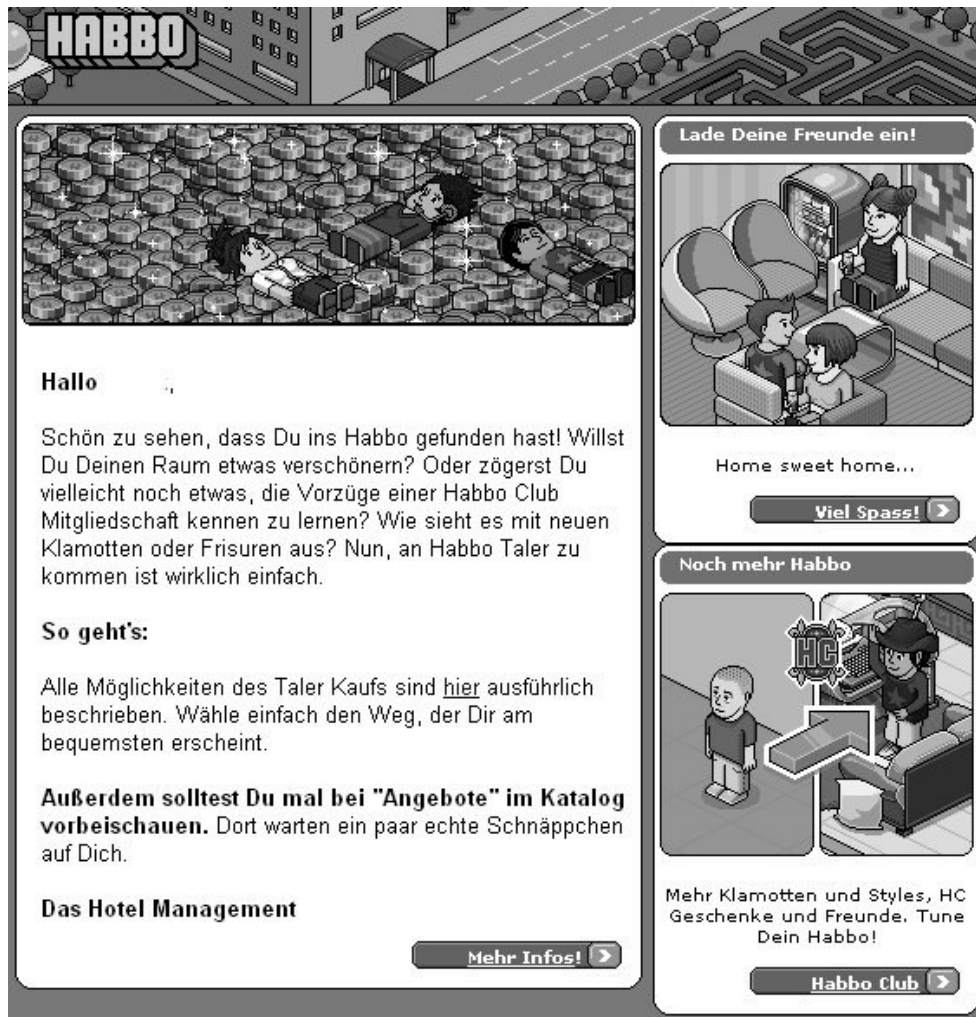 HABBO
Hallo ,
Schön zu sehen, dass Du ins Habbo gefunden hast! Willst
Du Deinen Raum etwas verschönern? Oder zögerst Du
vielleicht noch etwas, die Vorzüge einer Habbo Club
Mitgliedschaft kennen zu lernen? Wie sieht es mit neuen
Klamotten oder Frisuren aus? Nun, an Habbo Taler zu
kommen ist wirklich einfach.
So geht's:
Alle Möglichkeiten des Taler Kaufs sind hier ausführlich
beschrieben. Wähle einfach den Weg, der Dir am
bequemsten erscheint.
Außerdem solltest Du mal bei "Angebote" im Katalog
vorbeischauen. Dort warten ein paar echte Schnäppchen
auf Dich.
Das Hotel Management
Mehr Infos!
Lade Deine Freunde ein!
Home sweet home...
Viel Spass!
Noch mehr Habbo
HC
Mehr Klamotten und Styles, HC
Geschenke und Freunde. Tune
Dein Habbo!
Habbo Club